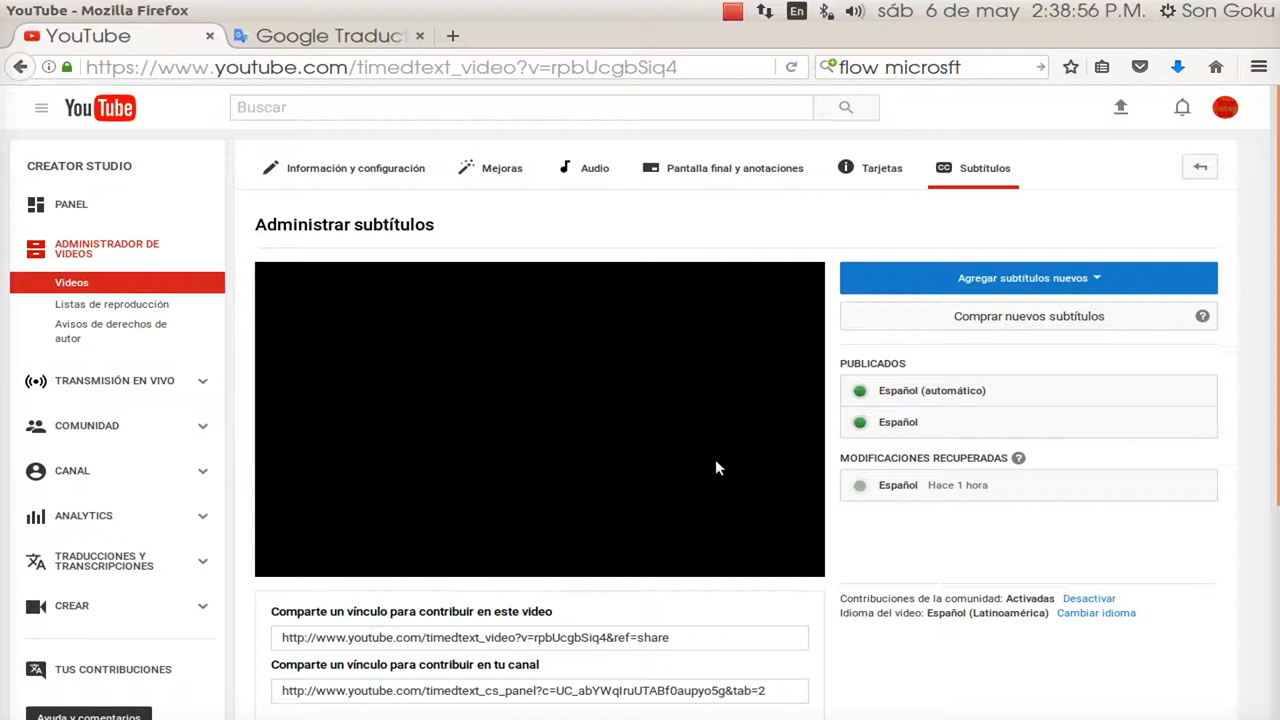 YouTube - Mozilla Firefox
En
sáb 6 de may 2:38:56 P.M.
Son Goku
YouTube
Google Traduc
https://www.youtube.com/timedtext_video?v=rpbUcgbSiq4
flow microsft
YouTube
Buscar
CREATOR STUDIO
PANEL
ADMINISTRADOR DE
VIDEOS
Videos
Listas de reproducción
Avisos de derechos de
autor
TRANSMISIÓN EN VIVO
COMUNIDAD
CANAL
ANALYTICS
TRADUCCIONES Y
TRANSCRIPCIONES
CREAR
TUS CONTRIBUCIONES
Ayuda y comentarios
Información y configuración
Mejoras
Audio
Pantalla final y anotaciones
Tarjetas
CC Subtítulos
Administrar subtítulos
Agregar subtítulos nuevos
Comprar nuevos subtítulos
PUBLICADOS
Español (automático)
Español
MODIFICACIONES RECUPERADAS
Español Hace 1 hora
Contribuciones de la comunidad: Activadas Desactivar
Idioma del video: Español (Latinoamérica) Cambiar idioma
Comparte un vínculo para contribuir en este video
http://www.youtube.com/timedtext_video?v=rpbUcgbSiq4&ref=share
Comparte un vínculo para contribuir en tu canal
http://www.youtube.com/timedtext_cs_panel?c=UC_abYWqIruUTABf0aupyo5g&tab=2